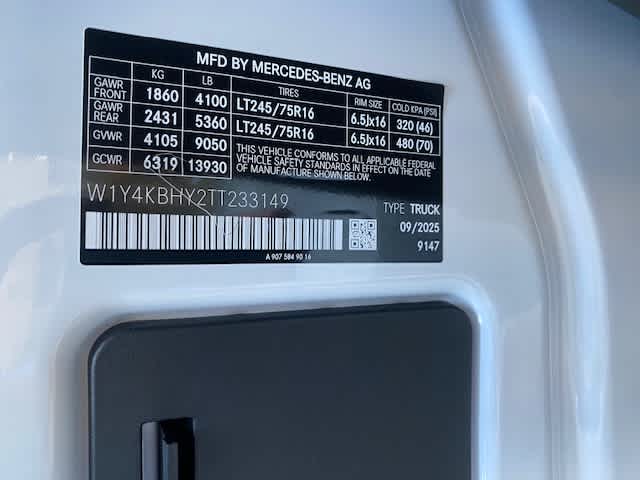 MFD BY MERCEDES-BENZ AG
KG LB TIRES RIM SIZE COLD KPA (PSI)
GAWR FRONT 1860 4100 LT245/75R16 6.5Jx16 320 (46)
GAWR REAR 2431 5360 LT245/75R16 6.5Jx16 480 (70)
GVWR 4105 9050
GCWR 6319 13930
THIS VEHICLE CONFORMS TO ALL APPLICABLE FEDERAL
VEHICLE SAFETY STANDARDS IN EFFECT ON THE DATE
OF MANUFACTURE SHOWN ABOVE.
W1Y4KBHY2TT233149
TYPE TRUCK
09/2025
9147
A 907 584 90 16